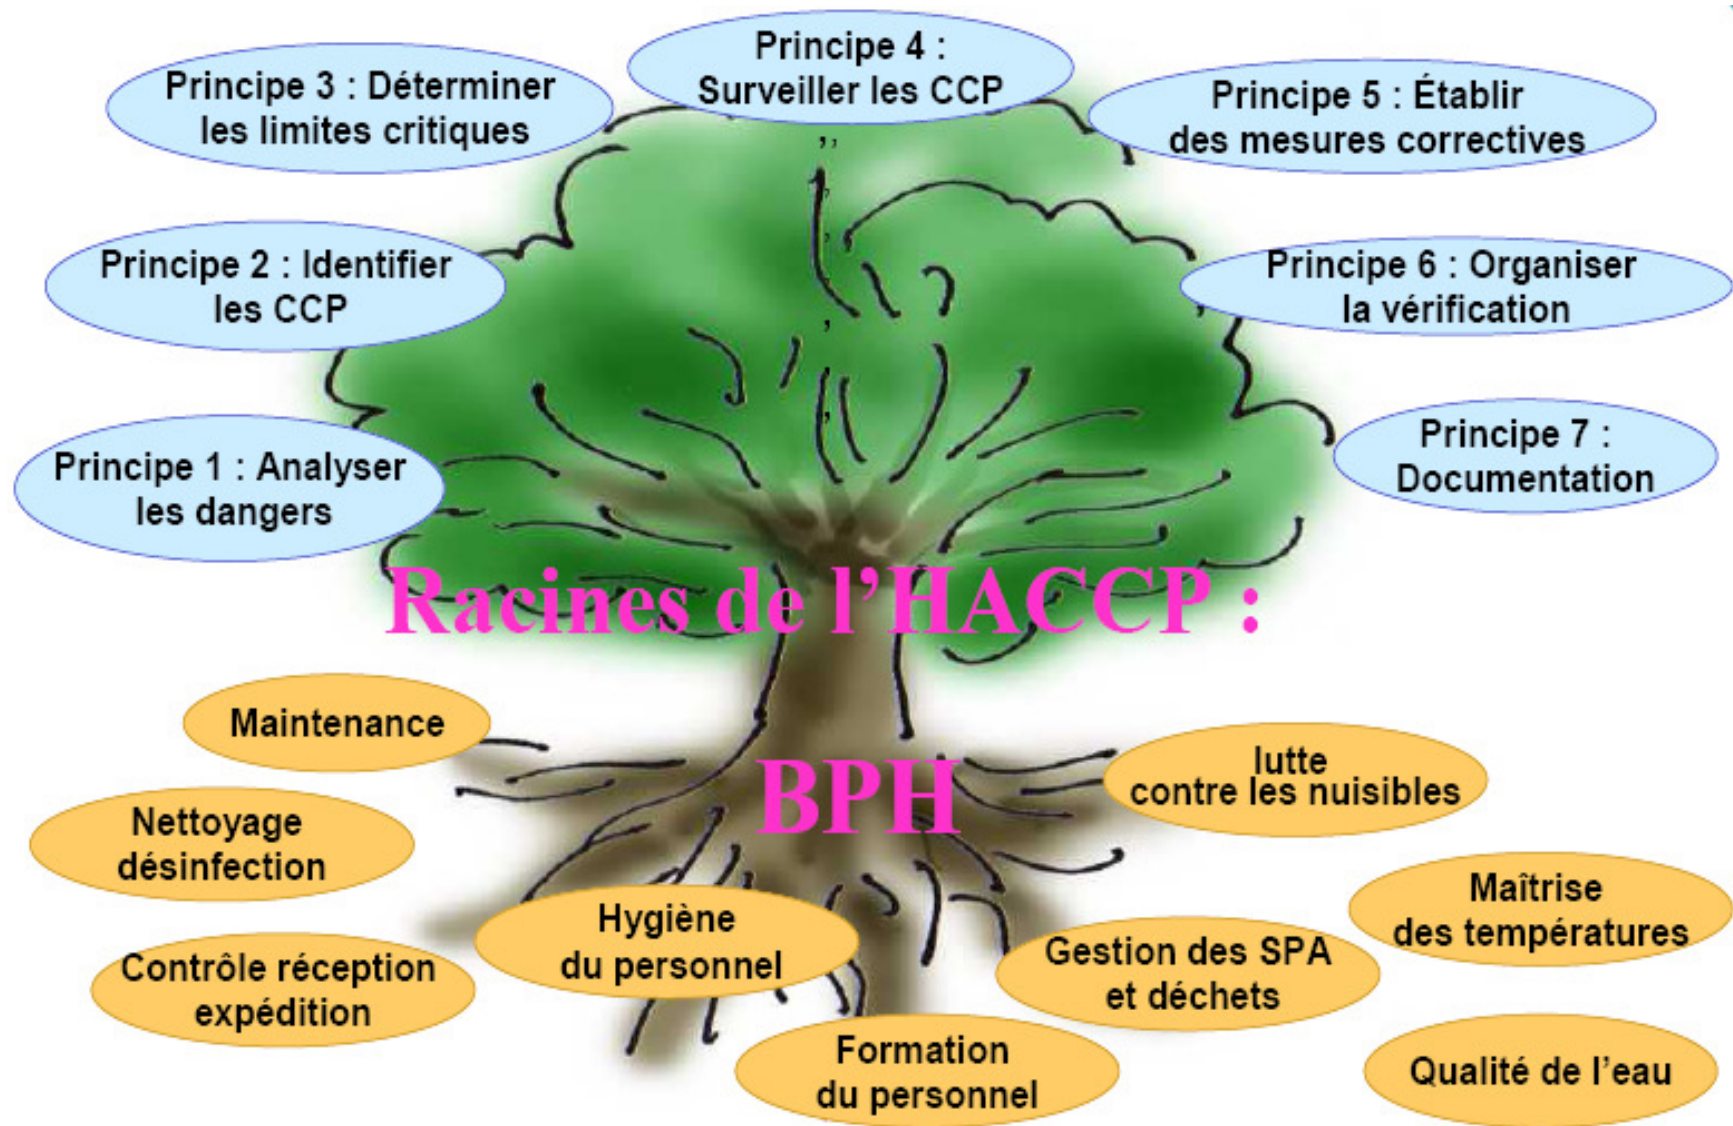 Principe 4 :
Surveiller les CCP
Principe 3 : Déterminer
les limites critiques
Principe 5 : Établir
des mesures correctives
Principe 2 : Identifier
les CCP
Principe 6 : Organiser
la vérification
Principe 1 : Analyser
les dangers
Principe 7 :
Documentation
Racines de l’HACCP :
BPH
Maintenance
lutte
contre les nuisibles
Nettoyage
désinfection
Maîtrise
des températures
Hygiène
du personnel
Gestion des SPA
et déchets
Contrôle réception
expédition
Formation
du personnel
Qualité de l’eau